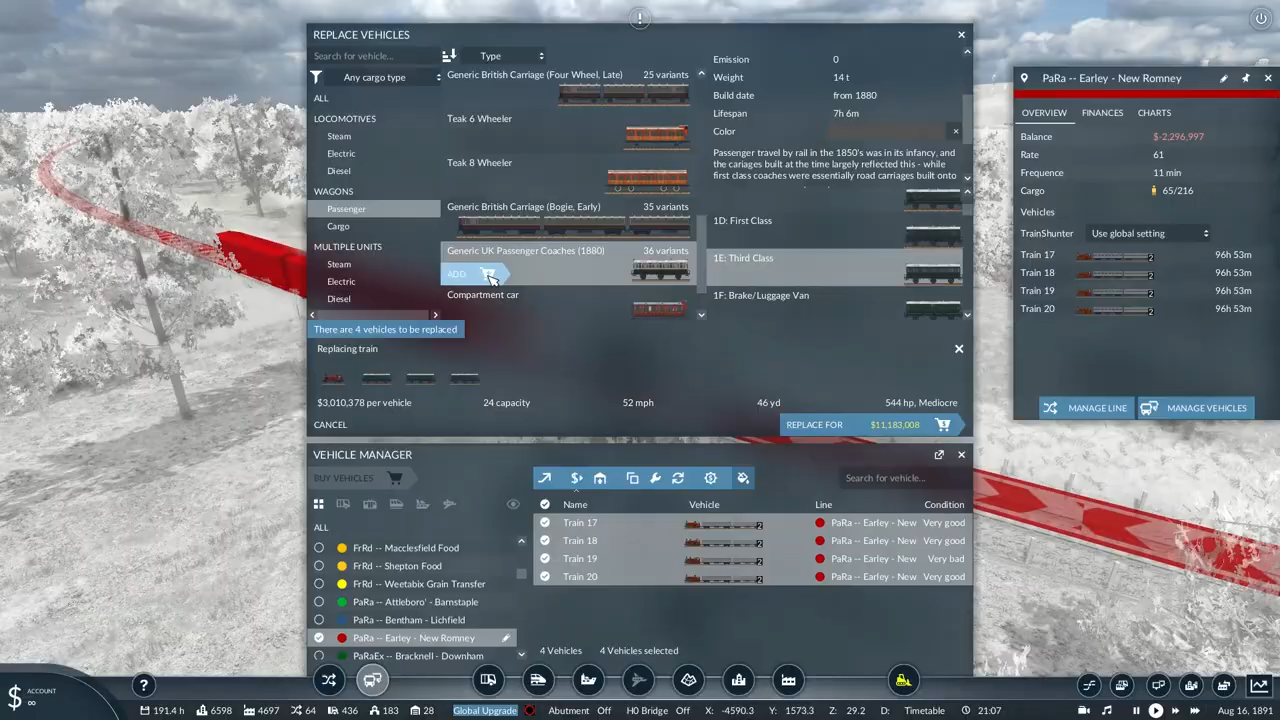 REPLACE VEHICLES
Search for vehicle...
Type
Any cargo type
ALL
LOCOMOTIVES
Steam
Electric
Diesel
WAGONS
Passenger
Cargo
MULTIPLE UNITS
Steam
Electric
Diesel
Generic British Carriage (Four Wheel, Late) 25 variants
Teak 6 Wheeler
Teak 8 Wheeler
Generic British Carriage (Bogie, Early) 35 variants
Generic UK Passenger Coaches (1880) 36 variants
ADD
Compartment car
Emission 0
Weight 14 t
Build date from 1880
Lifespan 7h 6m
Color
Passenger travel by rail in the 1850's was in its infancy, and
the cariages built at the time largely reflected this - while
first class coaches were essentially road carriages built onto
1D: First Class
1E: Third Class
1F: Brake/Luggage Van
There are 4 vehicles to be replaced
Replacing train
$3,010,378 per vehicle 24 capacity 52 mph 46 yd 544 hp, Mediocre
CANCEL
REPLACE FOR $11,183,008
VEHICLE MANAGER
BUY VEHICLES
Search for vehicle...
ALL
FrRd -- Macclesfield Food
FrRd -- Shepton Food
FrRd -- Weetabix Grain Transfer
PaRa -- Attleboro' - Barnstaple
PaRa -- Bentham - Lichfield
PaRa -- Earley - New Romney
PaRaEx -- Bracknell - Downham
Name Vehicle Line Condition
Train 17 2 PaRa -- Earley - New Very good
Train 18 2 PaRa -- Earley - New Very good
Train 19 2 PaRa -- Earley - New Very bad
Train 20 2 PaRa -- Earley - New Very good
4 Vehicles 4 Vehicles selected
PaRa -- Earley - New Romney
OVERVIEW FINANCES CHARTS
Balance $-2,296,997
Rate 61
Frequence 11 min
Cargo 65/216
Vehicles
TrainShunter Use global setting
Train 17 2 96h 53m
Train 18 2 96h 53m
Train 19 2 96h 53m
Train 20 2 96h 53m
MANAGE LINE
MANAGE VEHICLES
$ ACCOUNT ∞
?
191.4 h 6598 4697 64 436 183 28 Global Upgrade Abutment Off H0 Bridge Off X: -4590.3 Y: 1573.3 Z: 29.2 D: Timetable 21:07 Aug 16, 1891